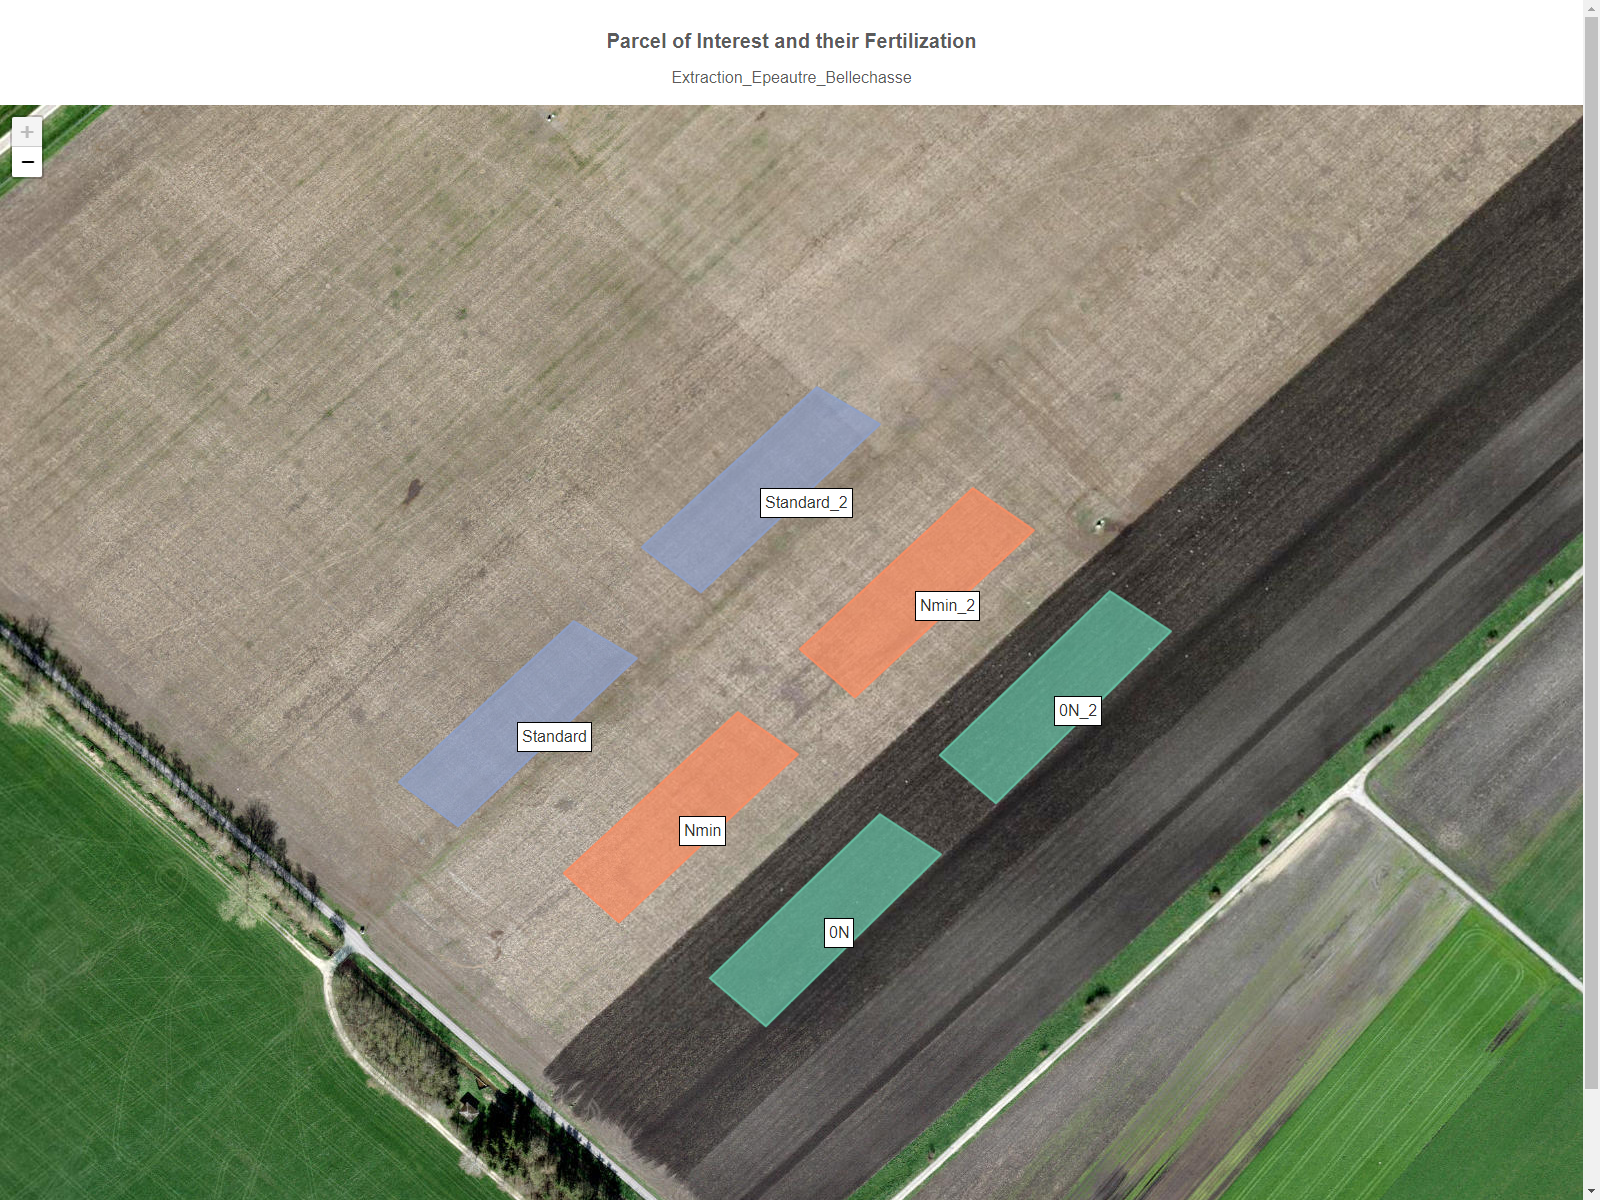 Parcel of Interest and their Fertilization
Extraction_Epeautre_Bellechasse
+
−
Standard_2
Nmin_2
0N_2
Standard
Nmin
0N